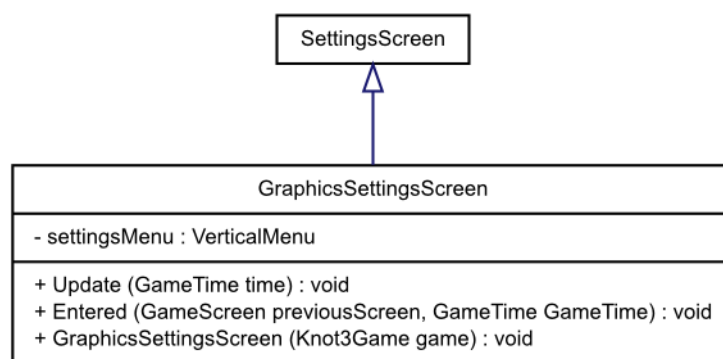 SettingsScreen
GraphicsSettingsScreen
- settingsMenu : VerticalMenu
+ Update (GameTime time) : void
+ Entered (GameScreen previousScreen, GameTime GameTime) : void
+ GraphicsSettingsScreen (Knot3Game game) : void